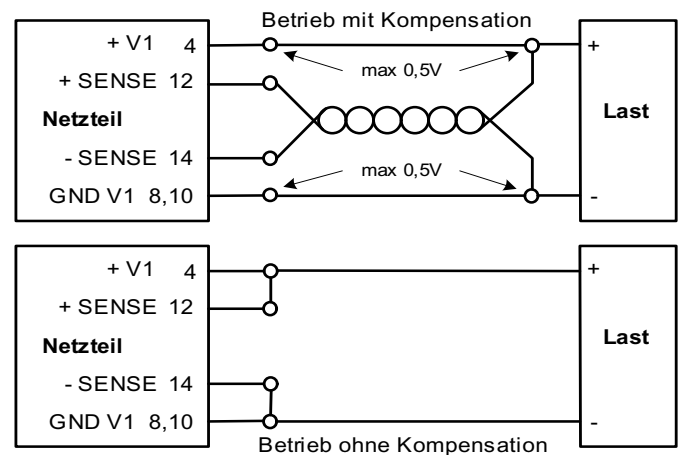 Betrieb mit Kompensation
+ V1 4
+
+ SENSE 12
max 0,5V
Netzteil
Last
- SENSE 14
max 0,5V
GND V1 8,10
-
+ V1 4
+
+ SENSE 12
Netzteil
Last
- SENSE 14
GND V1 8,10
-
Betrieb ohne Kompensation